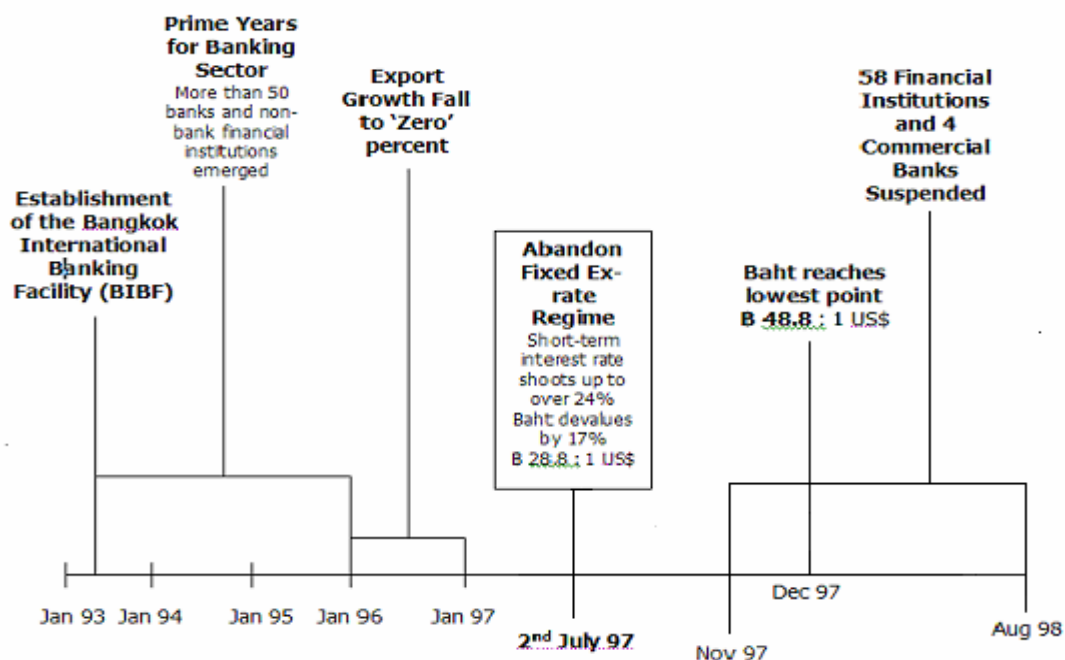 Prime Years
for Banking
Sector
More than 50
banks and non-
bank financial
institutions
emerged
Export
Growth Fall
to ‘Zero’
percent
58 Financial
Institutions
and 4
Commercial
Banks
Suspended
Establishment
of the Bangkok
International
Banking
Facility (BIBF)
Abandon
Fixed Ex-
rate
Regime
Short-term
interest rate
shoots up to
over 24%
Baht devalues
by 17%
B 28.8 : 1 US$
Baht reaches
lowest point
B 48.8 : 1 US$
Jan 93
Jan 94
Jan 95
Jan 96
Jan 97
2nd July 97
Nov 97
Dec 97
Aug 98